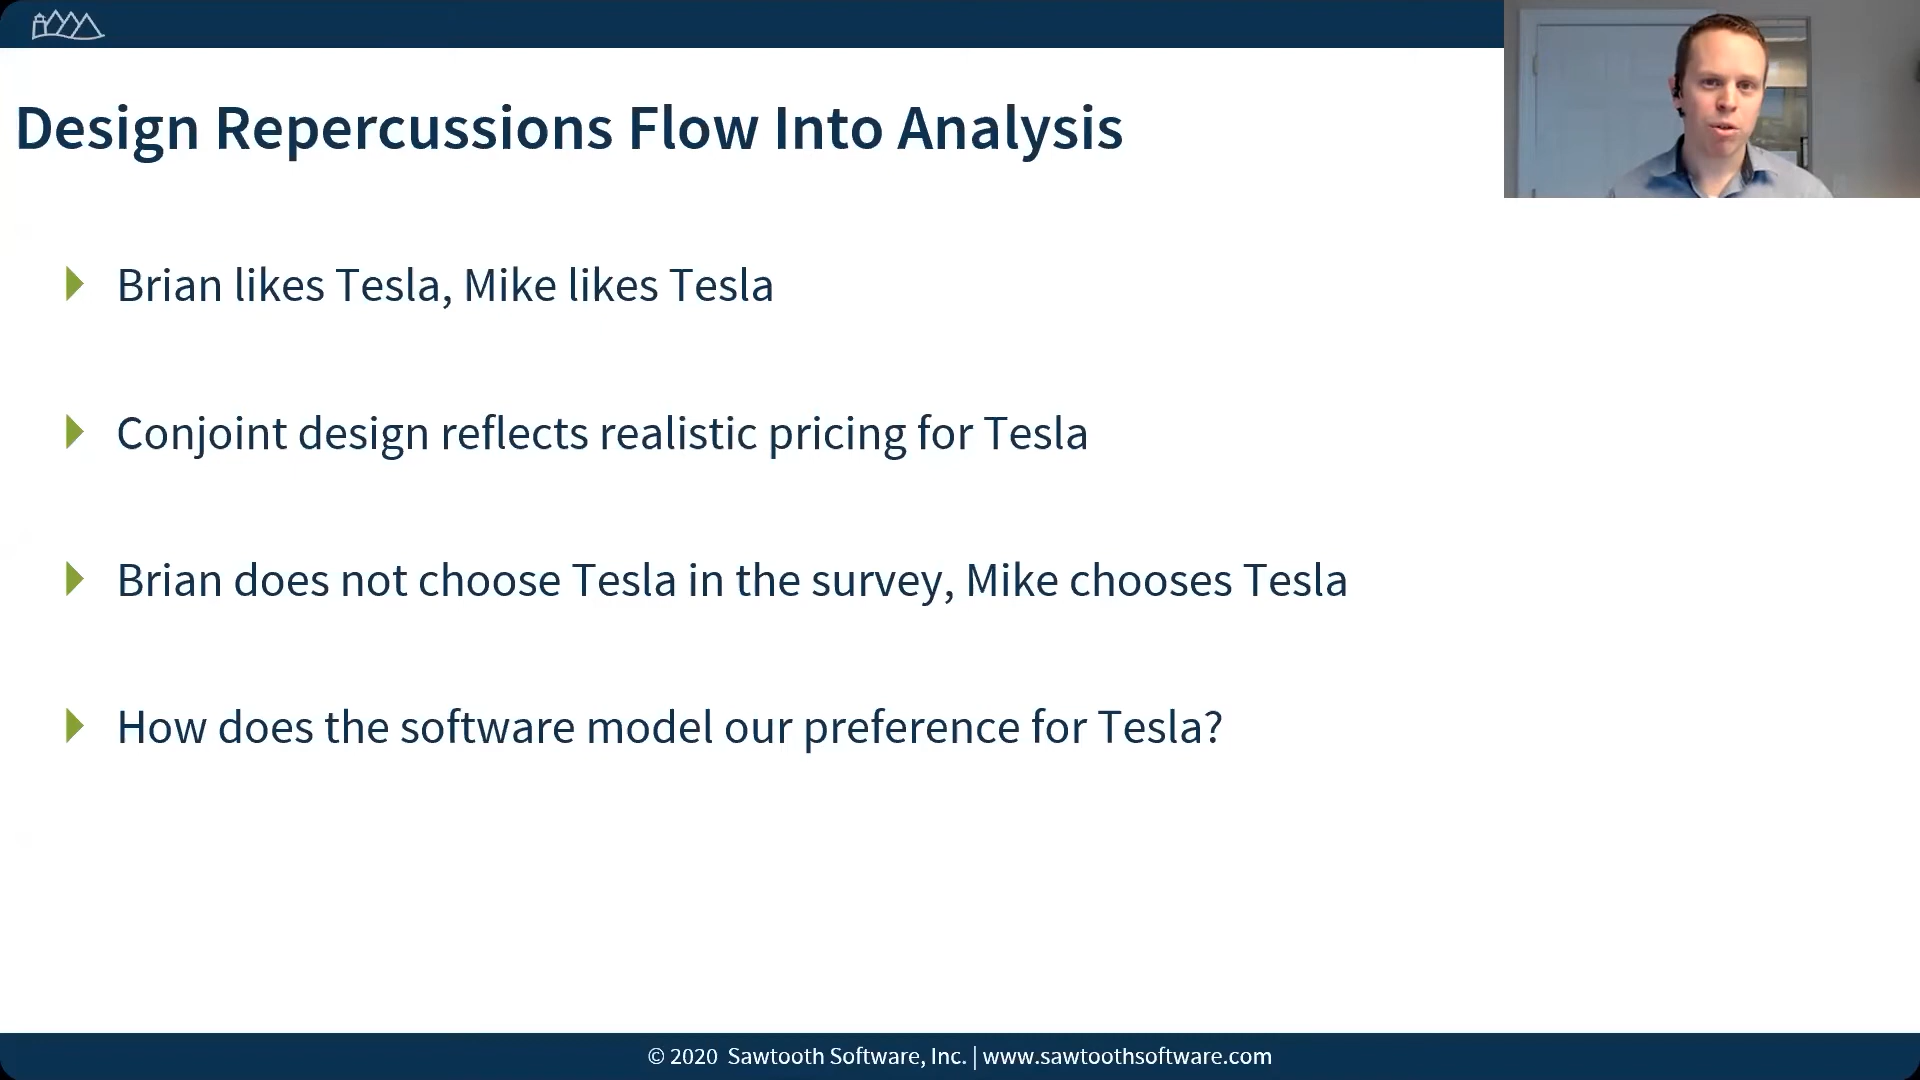 Design Repercussions Flow Into Analysis
Brian likes Tesla, Mike likes Tesla
Conjoint design reflects realistic pricing for Tesla
Brian does not choose Tesla in the survey, Mike chooses Tesla
How does the software model our preference for Tesla?
© 2020 Sawtooth Software, Inc. | www.sawtoothsoftware.com